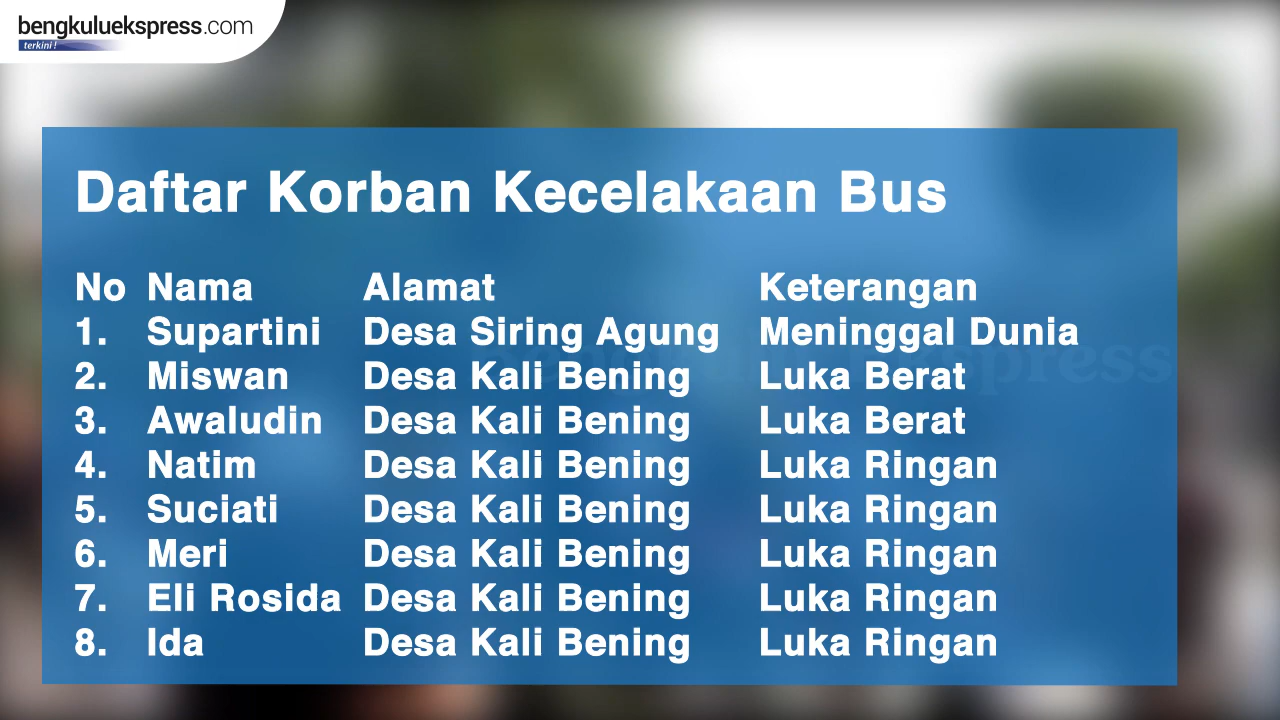 bengkuluekspress.com
terkini!
Daftar Korban Kecelakaan Bus
No Nama Alamat Keterangan
1. Supartini Desa Siring Agung Meninggal Dunia
2. Miswan Desa Kali Bening Luka Berat
3. Awaludin Desa Kali Bening Luka Berat
4. Natim Desa Kali Bening Luka Ringan
5. Suciati Desa Kali Bening Luka Ringan
6. Meri Desa Kali Bening Luka Ringan
7. Eli Rosida Desa Kali Bening Luka Ringan
8. Ida Desa Kali Bening Luka Ringan